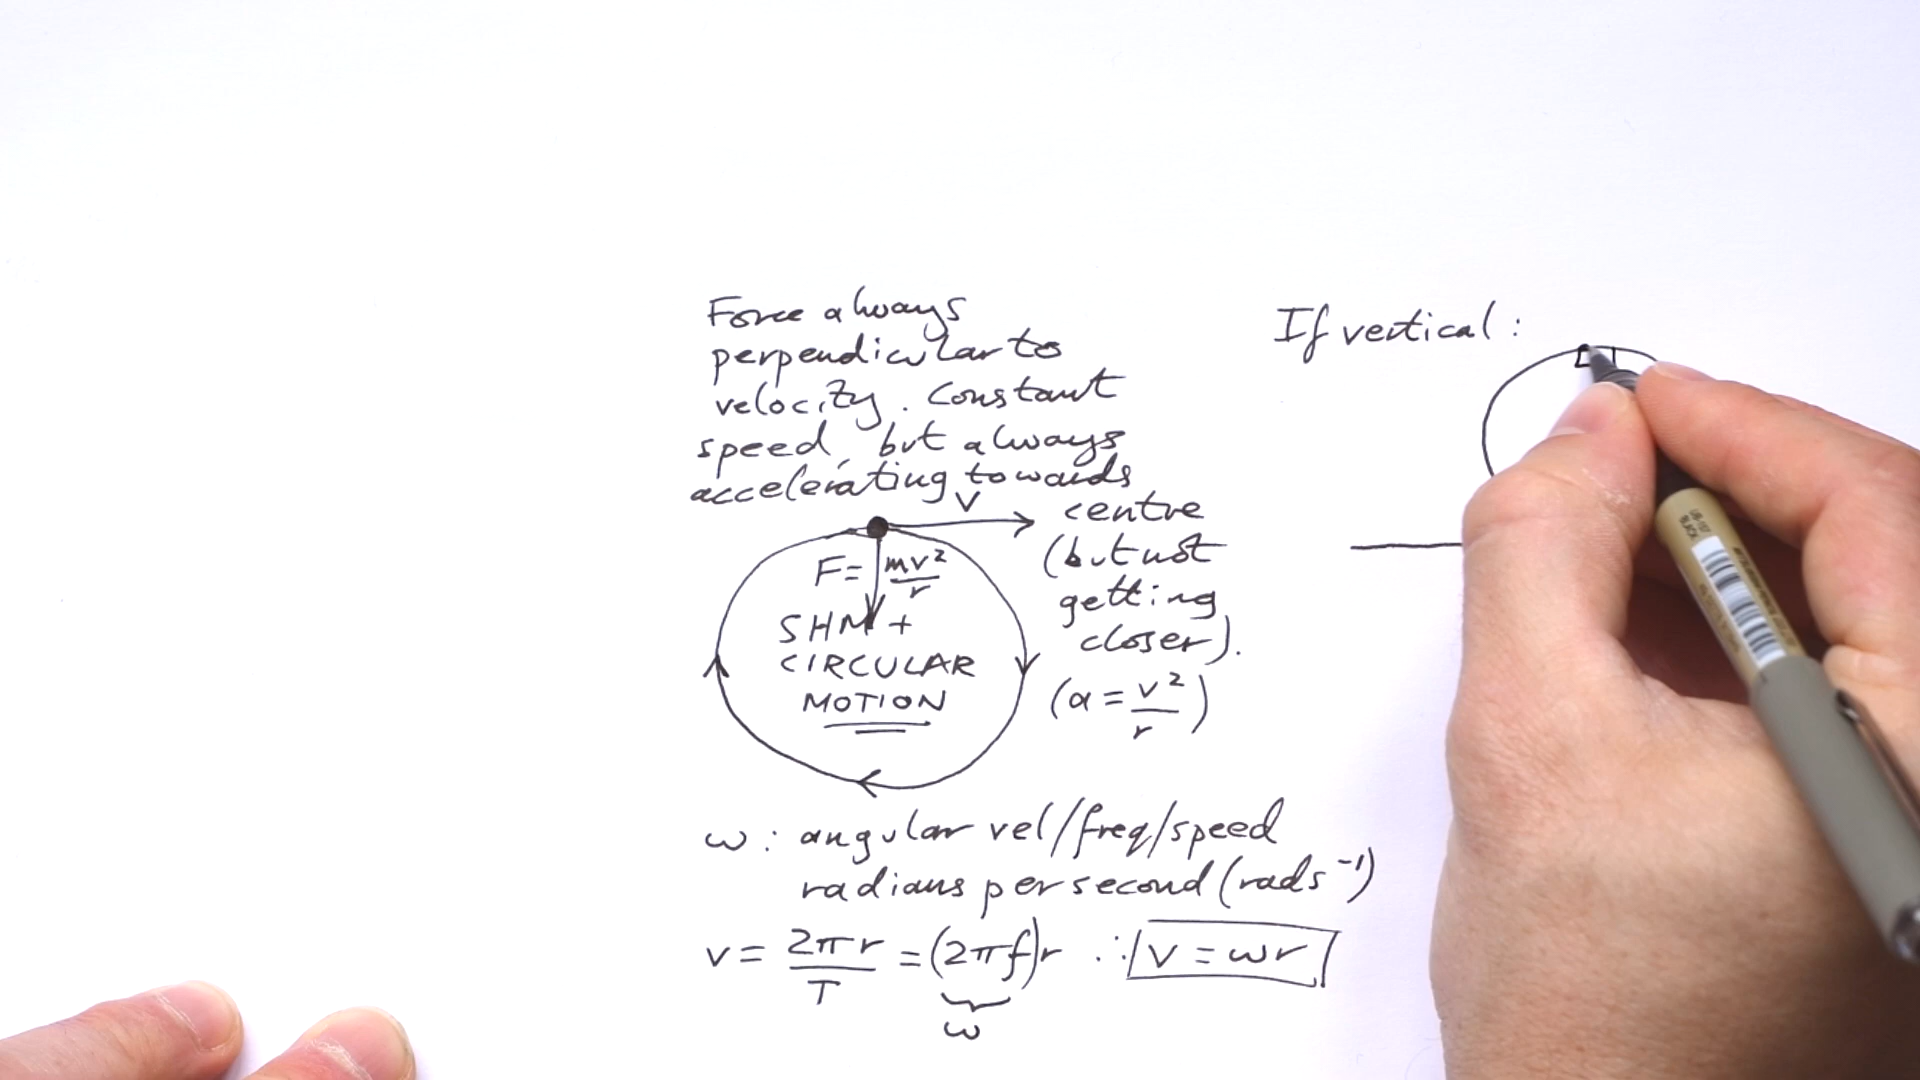 Force always
perpendicular to
velocity. Constant
speed, but always
accelerating towards
centre
(but not
getting
closer).
(a = v²/r)
v
F = mv²/r
SHM +
CIRCULAR
MOTION
ω : angular vel/freq/speed
radians per second (rads⁻¹)
v = 2πr/T = (2πf)r ∴ v = ωr
ω
If vertical :